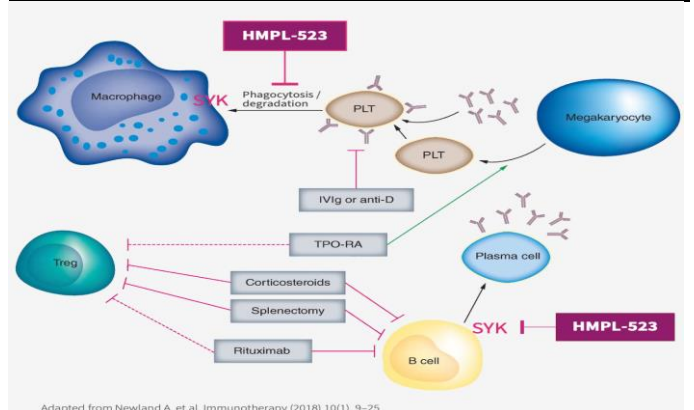 HMPL-523
Macrophage
SYK
Phagocytosis /
degradation
PLT
Megakaryocyte
PLT
IVIg or anti-D
TPO-RA
Treg
Plasma cell
Corticosteroids
Splenectomy
SYK
HMPL-523
Rituximab
B cell
Adapted from Newland A, et al. Immunotherapy (2018) 10(1), 9–25